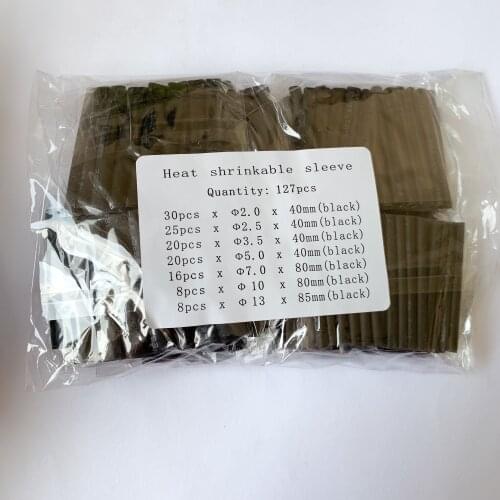 Heat shrinkable sleeve
Quantity: 127pcs
30pcs x Φ2.0 x 40mm(black)
25pcs x Φ2.5 x 40mm(black)
20pcs x Φ3.5 x 40mm(black)
20pcs x Φ5.0 x 40mm(black)
16pcs x Φ7.0 x 80mm(black)
8pcs x Φ 10 x 80mm(black)
8pcs x Φ 13 x 85mm(black)